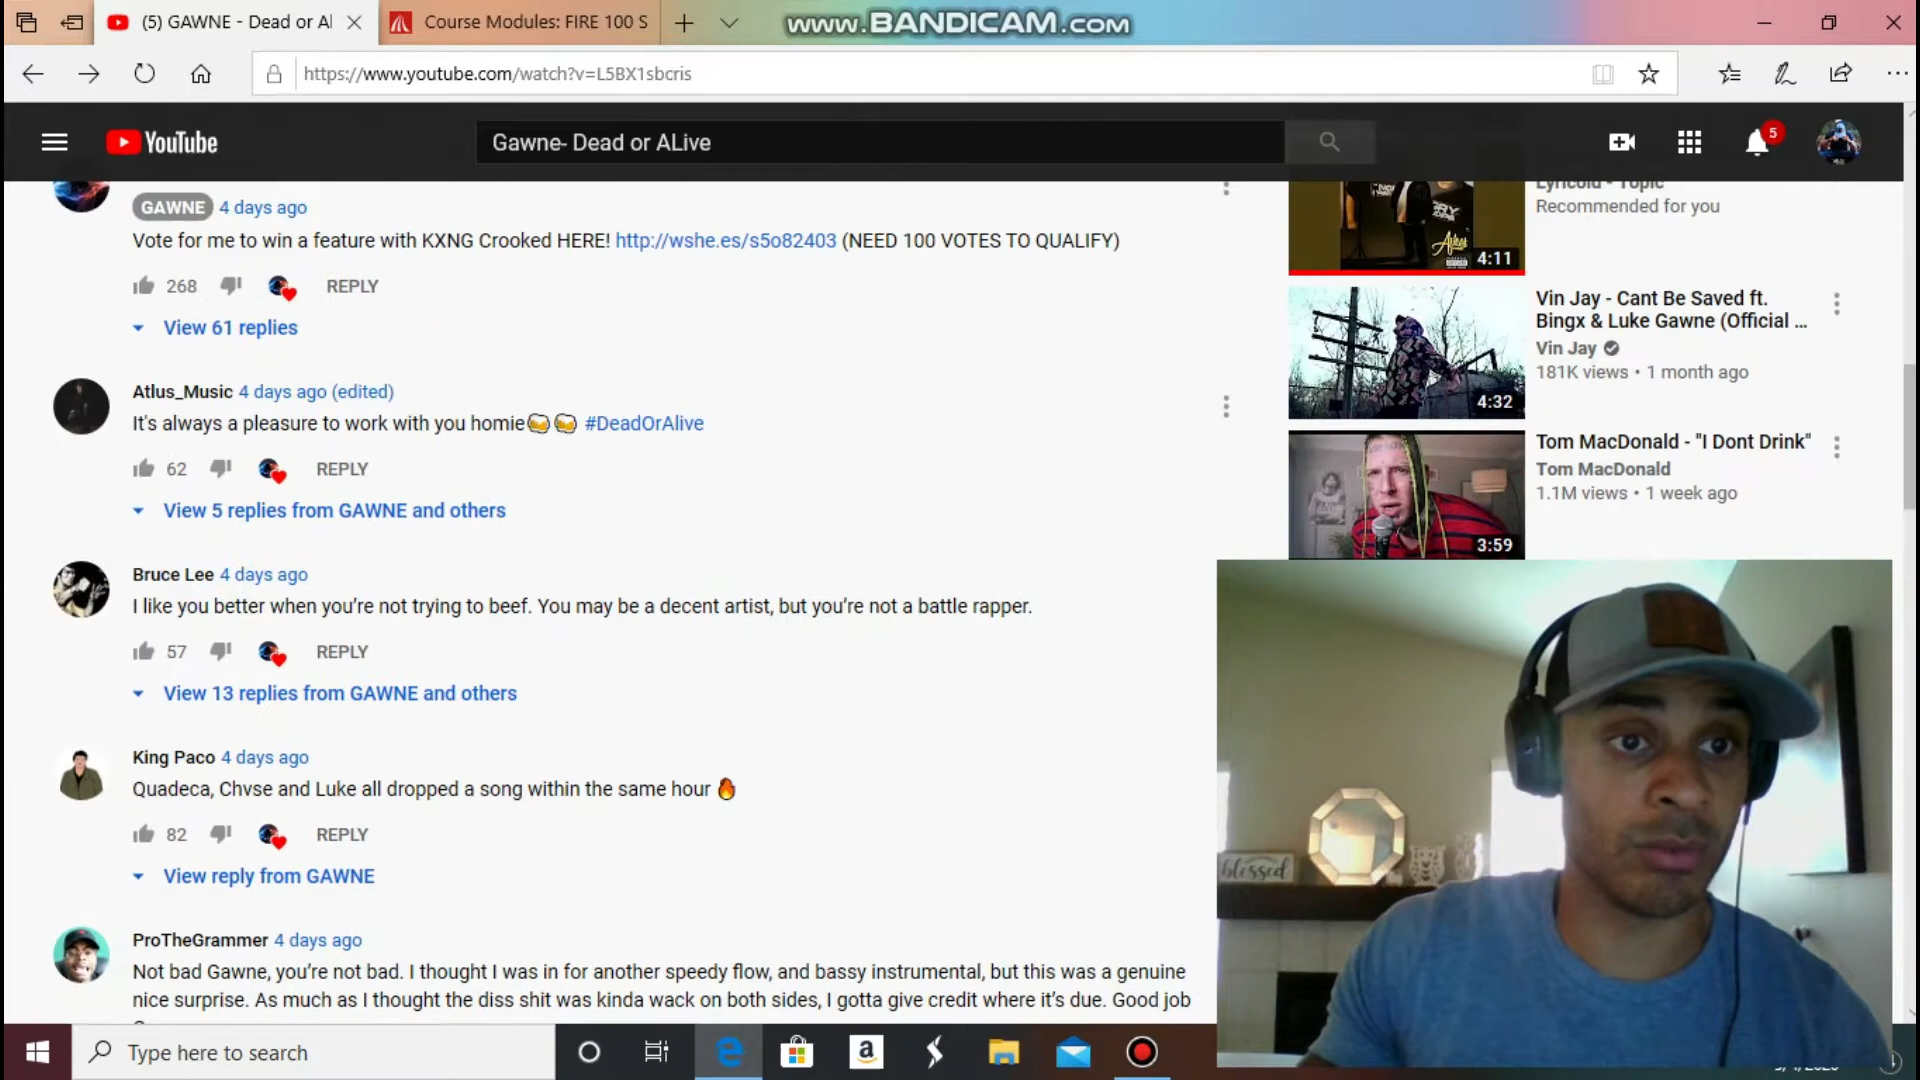 (5) GAWNE - Dead or Al
Course Modules: FIRE 100 S
www.BANDICAM.com
https://www.youtube.com/watch?v=L5BX1sbcris
YouTube
Gawne- Dead or ALive
5
GAWNE 4 days ago
Vote for me to win a feature with KXNG Crooked HERE! http://wshe.es/s5o82403 (NEED 100 VOTES TO QUALIFY)
268 REPLY
View 61 replies
Atlus_Music 4 days ago (edited)
It's always a pleasure to work with you homie🍻🍻 #DeadOrAlive
62 REPLY
View 5 replies from GAWNE and others
Bruce Lee 4 days ago
I like you better when you’re not trying to beef. You may be a decent artist, but you’re not a battle rapper.
57 REPLY
View 13 replies from GAWNE and others
King Paco 4 days ago
Quadeca, Chvse and Luke all dropped a song within the same hour 🔥
82 REPLY
View reply from GAWNE
ProTheGrammer 4 days ago
Not bad Gawne, you’re not bad. I thought I was in for another speedy flow, and bassy instrumental, but this was a genuine
nice surprise. As much as I thought the diss shit was kinda wack on both sides, I gotta give credit where it’s due. Good job
Lyricold - Topic
Recommended for you
4:11
Vin Jay - Cant Be Saved ft.
Bingx & Luke Gawne (Official ...
Vin Jay
181K views • 1 month ago
4:32
Tom MacDonald - "I Dont Drink"
Tom MacDonald
1.1M views • 1 week ago
3:59
blessed
Type here to search